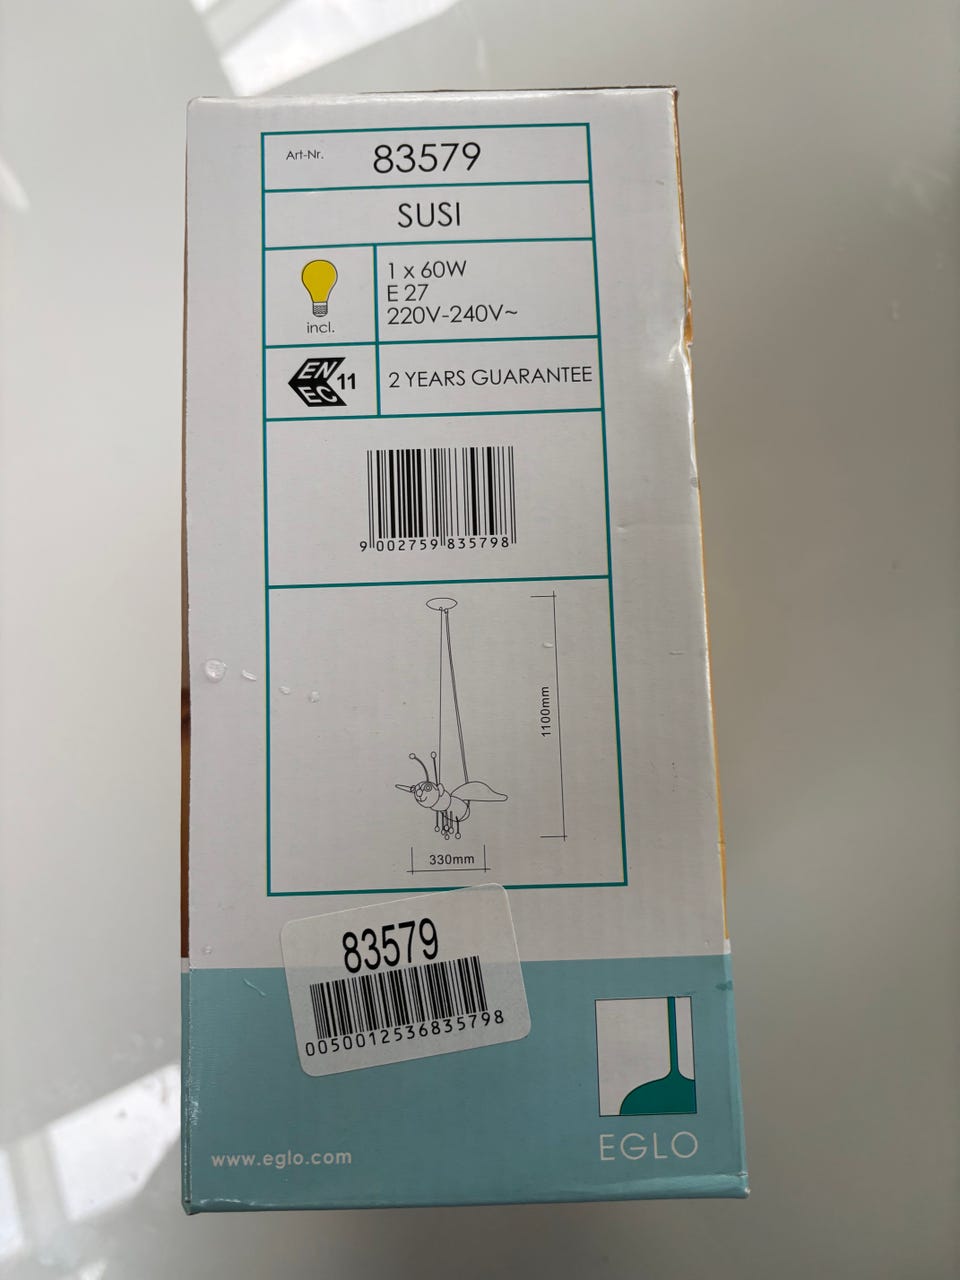 Art-Nr. 83579
SUSI
incl.
1 x 60W
E 27
220V-240V~
EN
EC
11
2 YEARS GUARANTEE
9 002759 835798
1100mm
330mm
83579
0050012536835798
www.eglo.com
EGLO